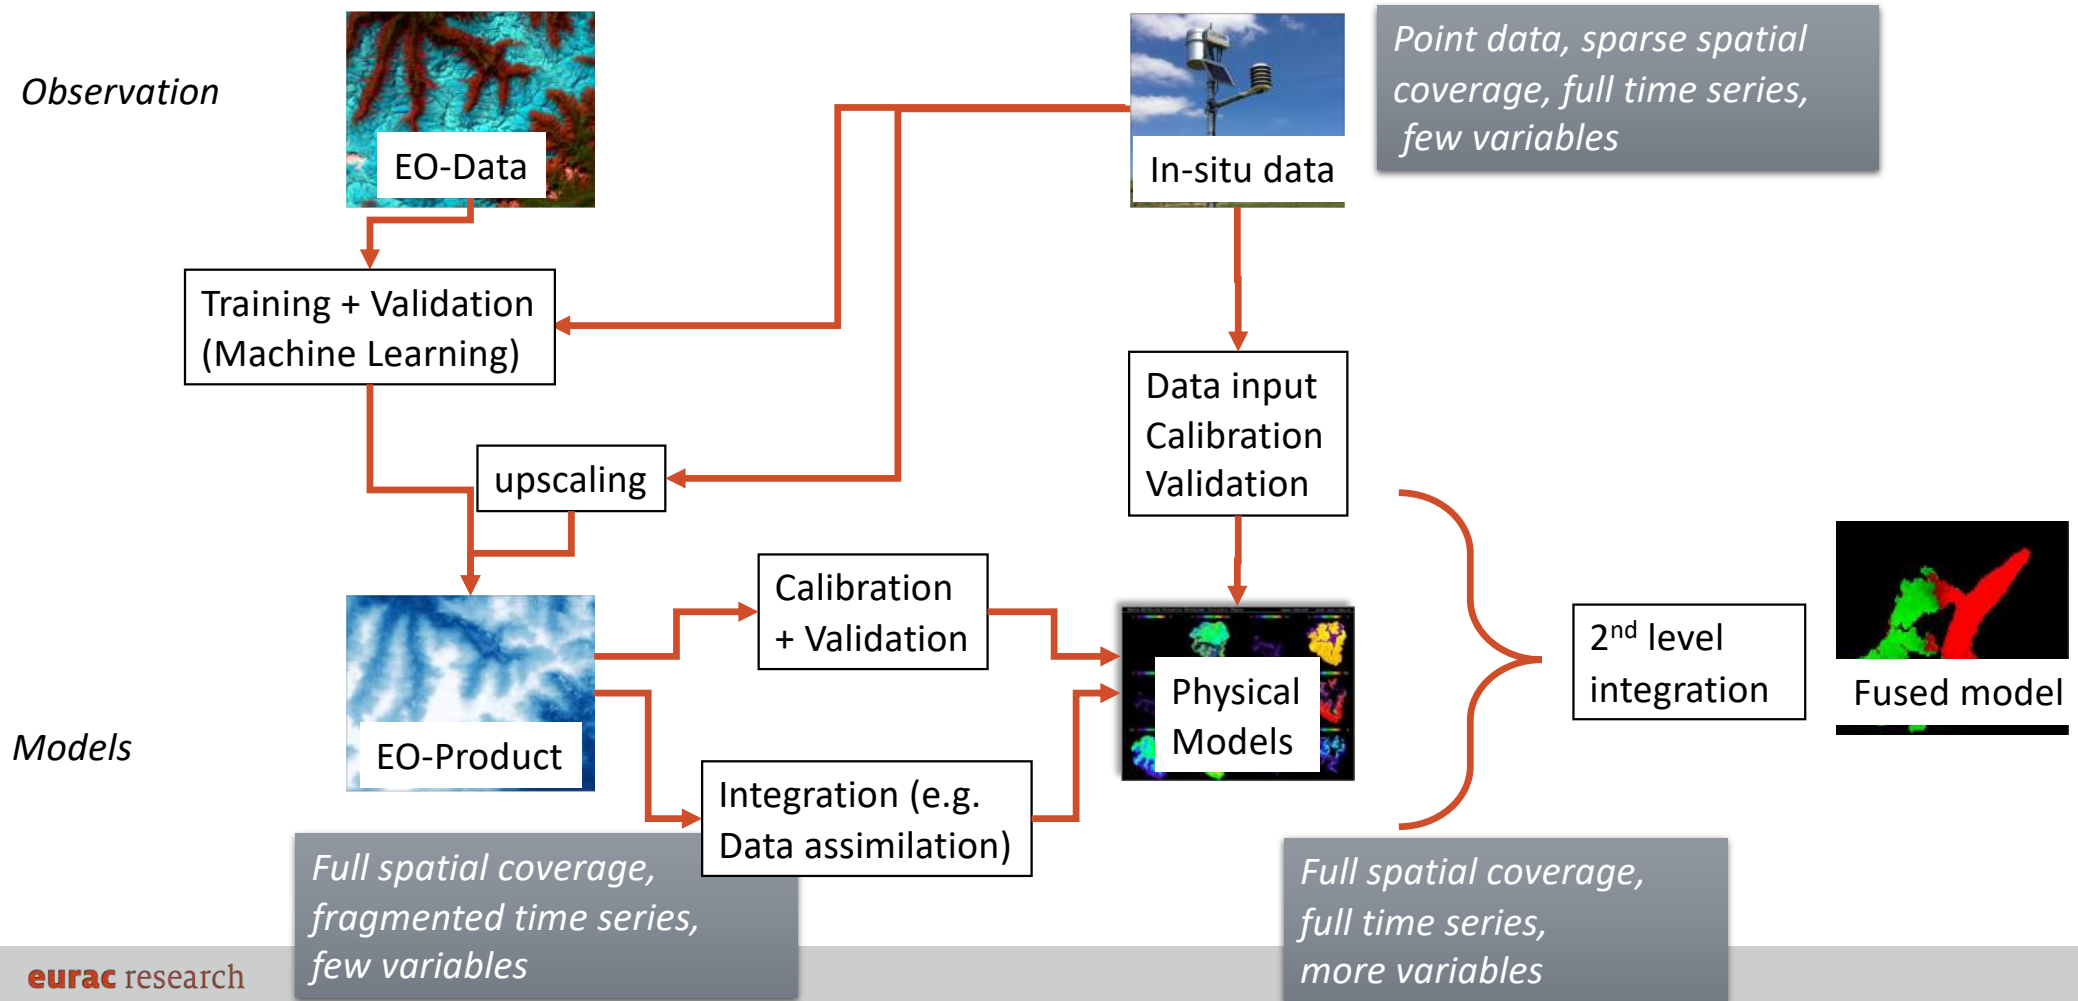 Observation
EO-Data
In-situ data
Point data, sparse spatial
coverage, full time series,
few variables
Training + Validation
(Machine Learning)
upscaling
Data input
Calibration
Validation
Models
EO-Product
Calibration
+ Validation
Integration (e.g.
Data assimilation)
Physical
Models
2nd level
integration
Fused model
Full spatial coverage,
fragmented time series,
few variables
Full spatial coverage,
full time series,
more variables
eurac research